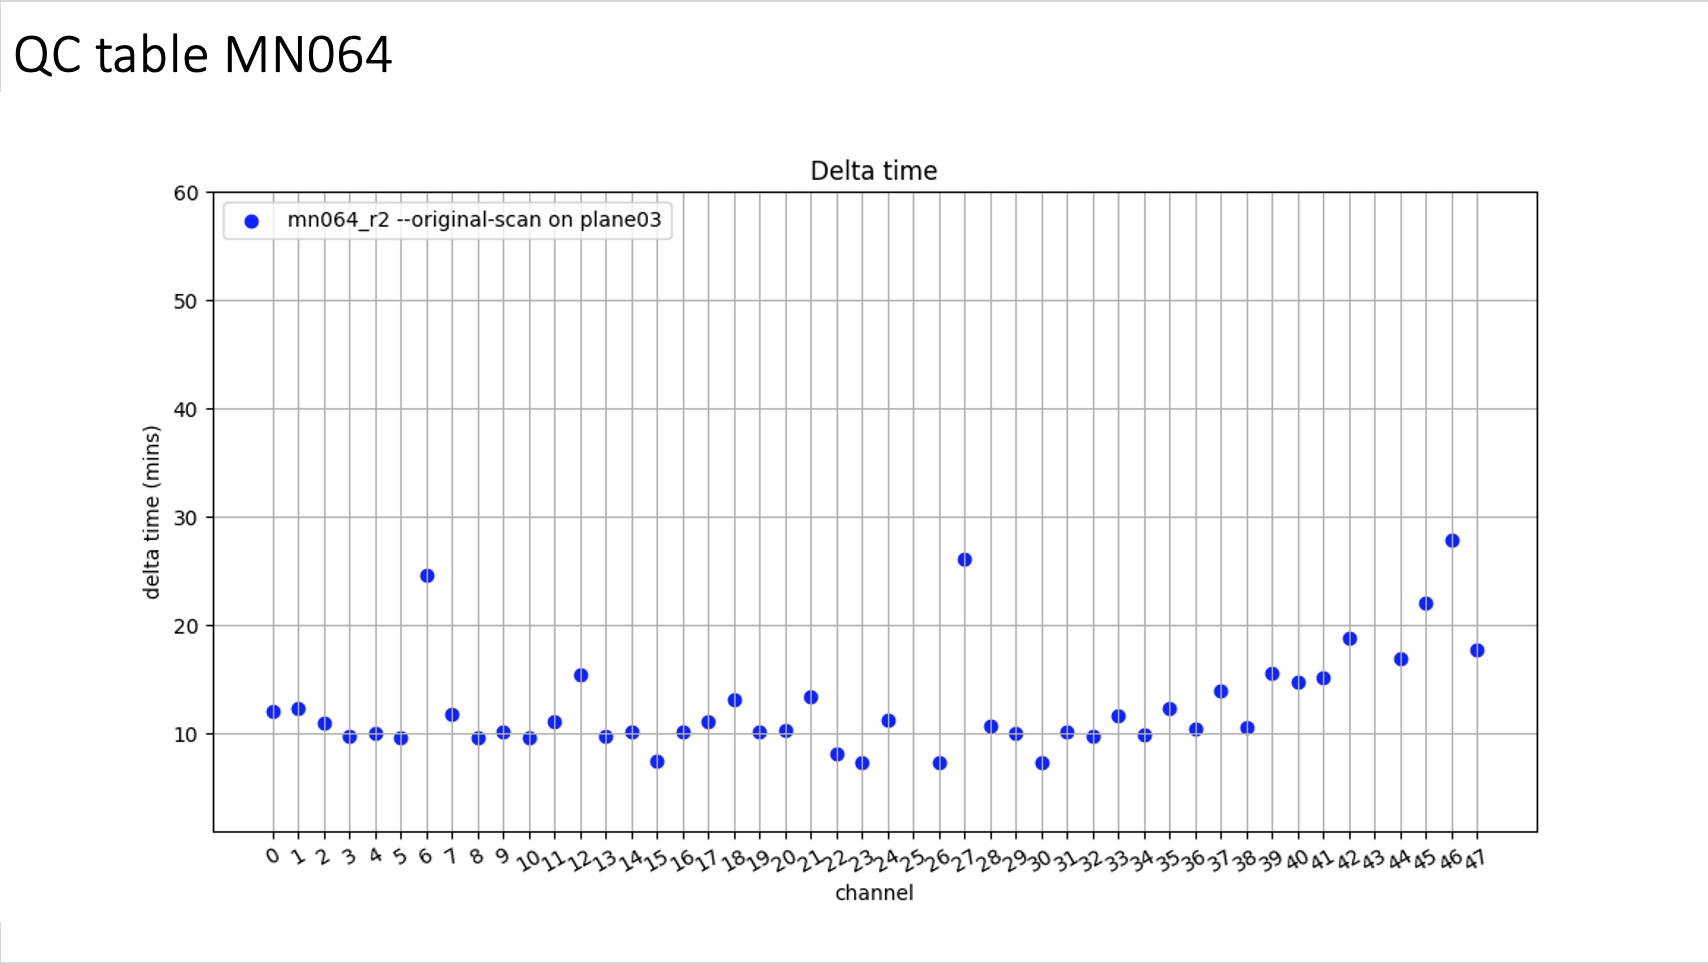 QC table MN064
Delta time
60
mn064_r2 --original-scan on plane03
50
40
30
20
10
delta time (mins)
0 1 2 3 4 5 6 7 8 9 10 11 12 13 14 15 16 17 18 19 20 21 22 23 24 25 26 27 28 29 30 31 32 33 34 35 36 37 38 39 40 41 42 43 44 45 46 47
channel